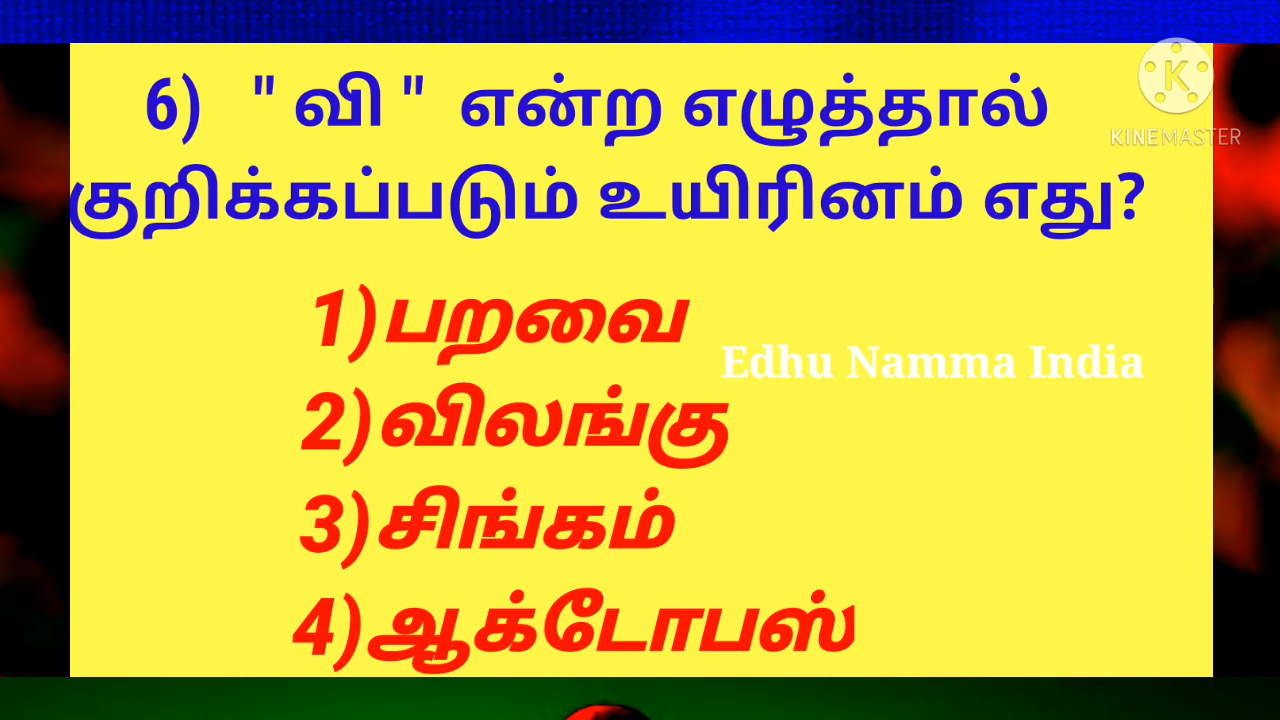 6) " வி " என்ற எழுத்தால்
குறிக்கப்படும் உயிரினம் எது?
KINEMASTER
1)பறவை
Edhu Namma India
2)விலங்கு
3)சிங்கம்
4)ஆக்டோபஸ்